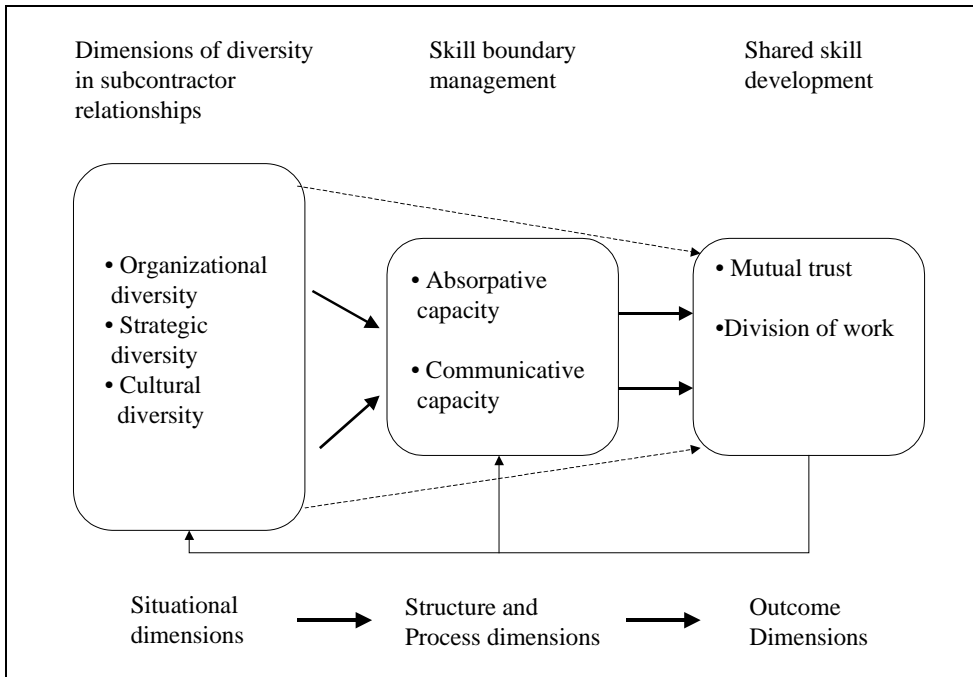 Dimensions of diversity
in subcontractor
relationships
Skill boundary
management
Shared skill
development
• Organizational
diversity
• Strategic
diversity
• Cultural
diversity
• Absorpative
capacity
• Communicative
capacity
• Mutual trust
•Division of work
Situational
dimensions
Structure and
Process dimensions
Outcome
Dimensions